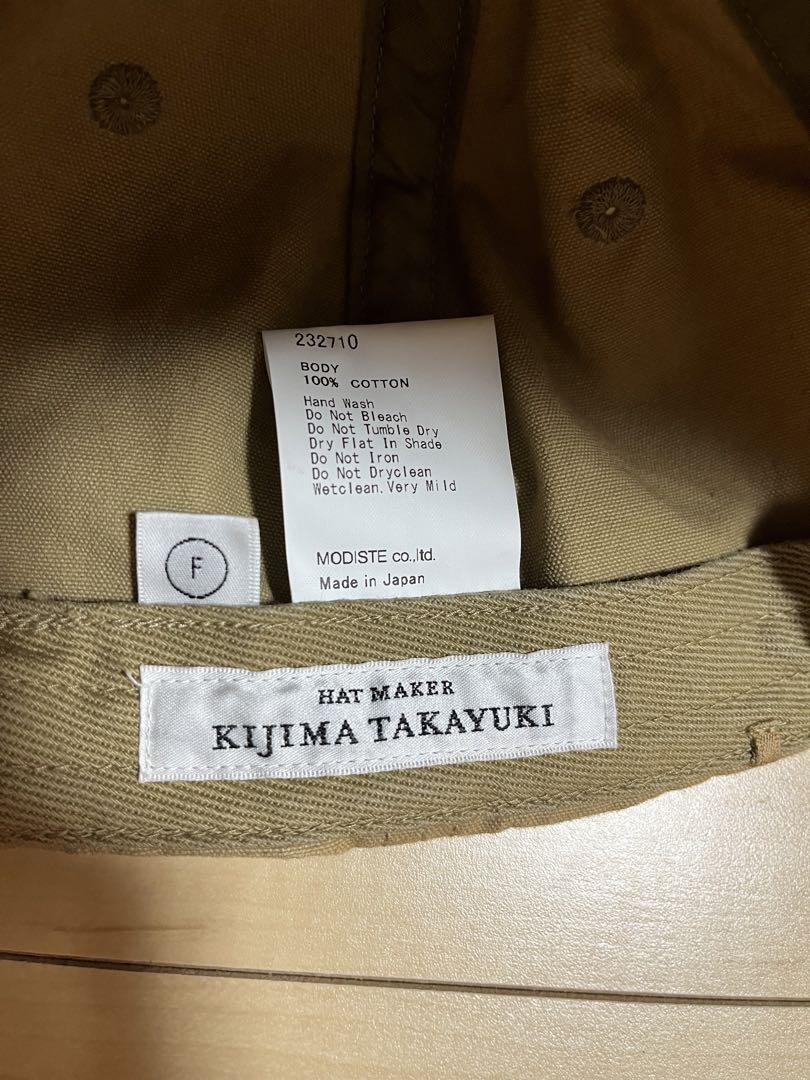 232710
BODY
100% COTTON
Hand Wash
Do Not Bleach
Do Not Tumble Dry
Dry Flat In Shade
Do Not Iron
Do Not Dryclean
Wetclean. Very Mild
MODISTE co.,ltd.
Made in Japan
F
HAT MAKER
KIJIMA TAKAYUKI